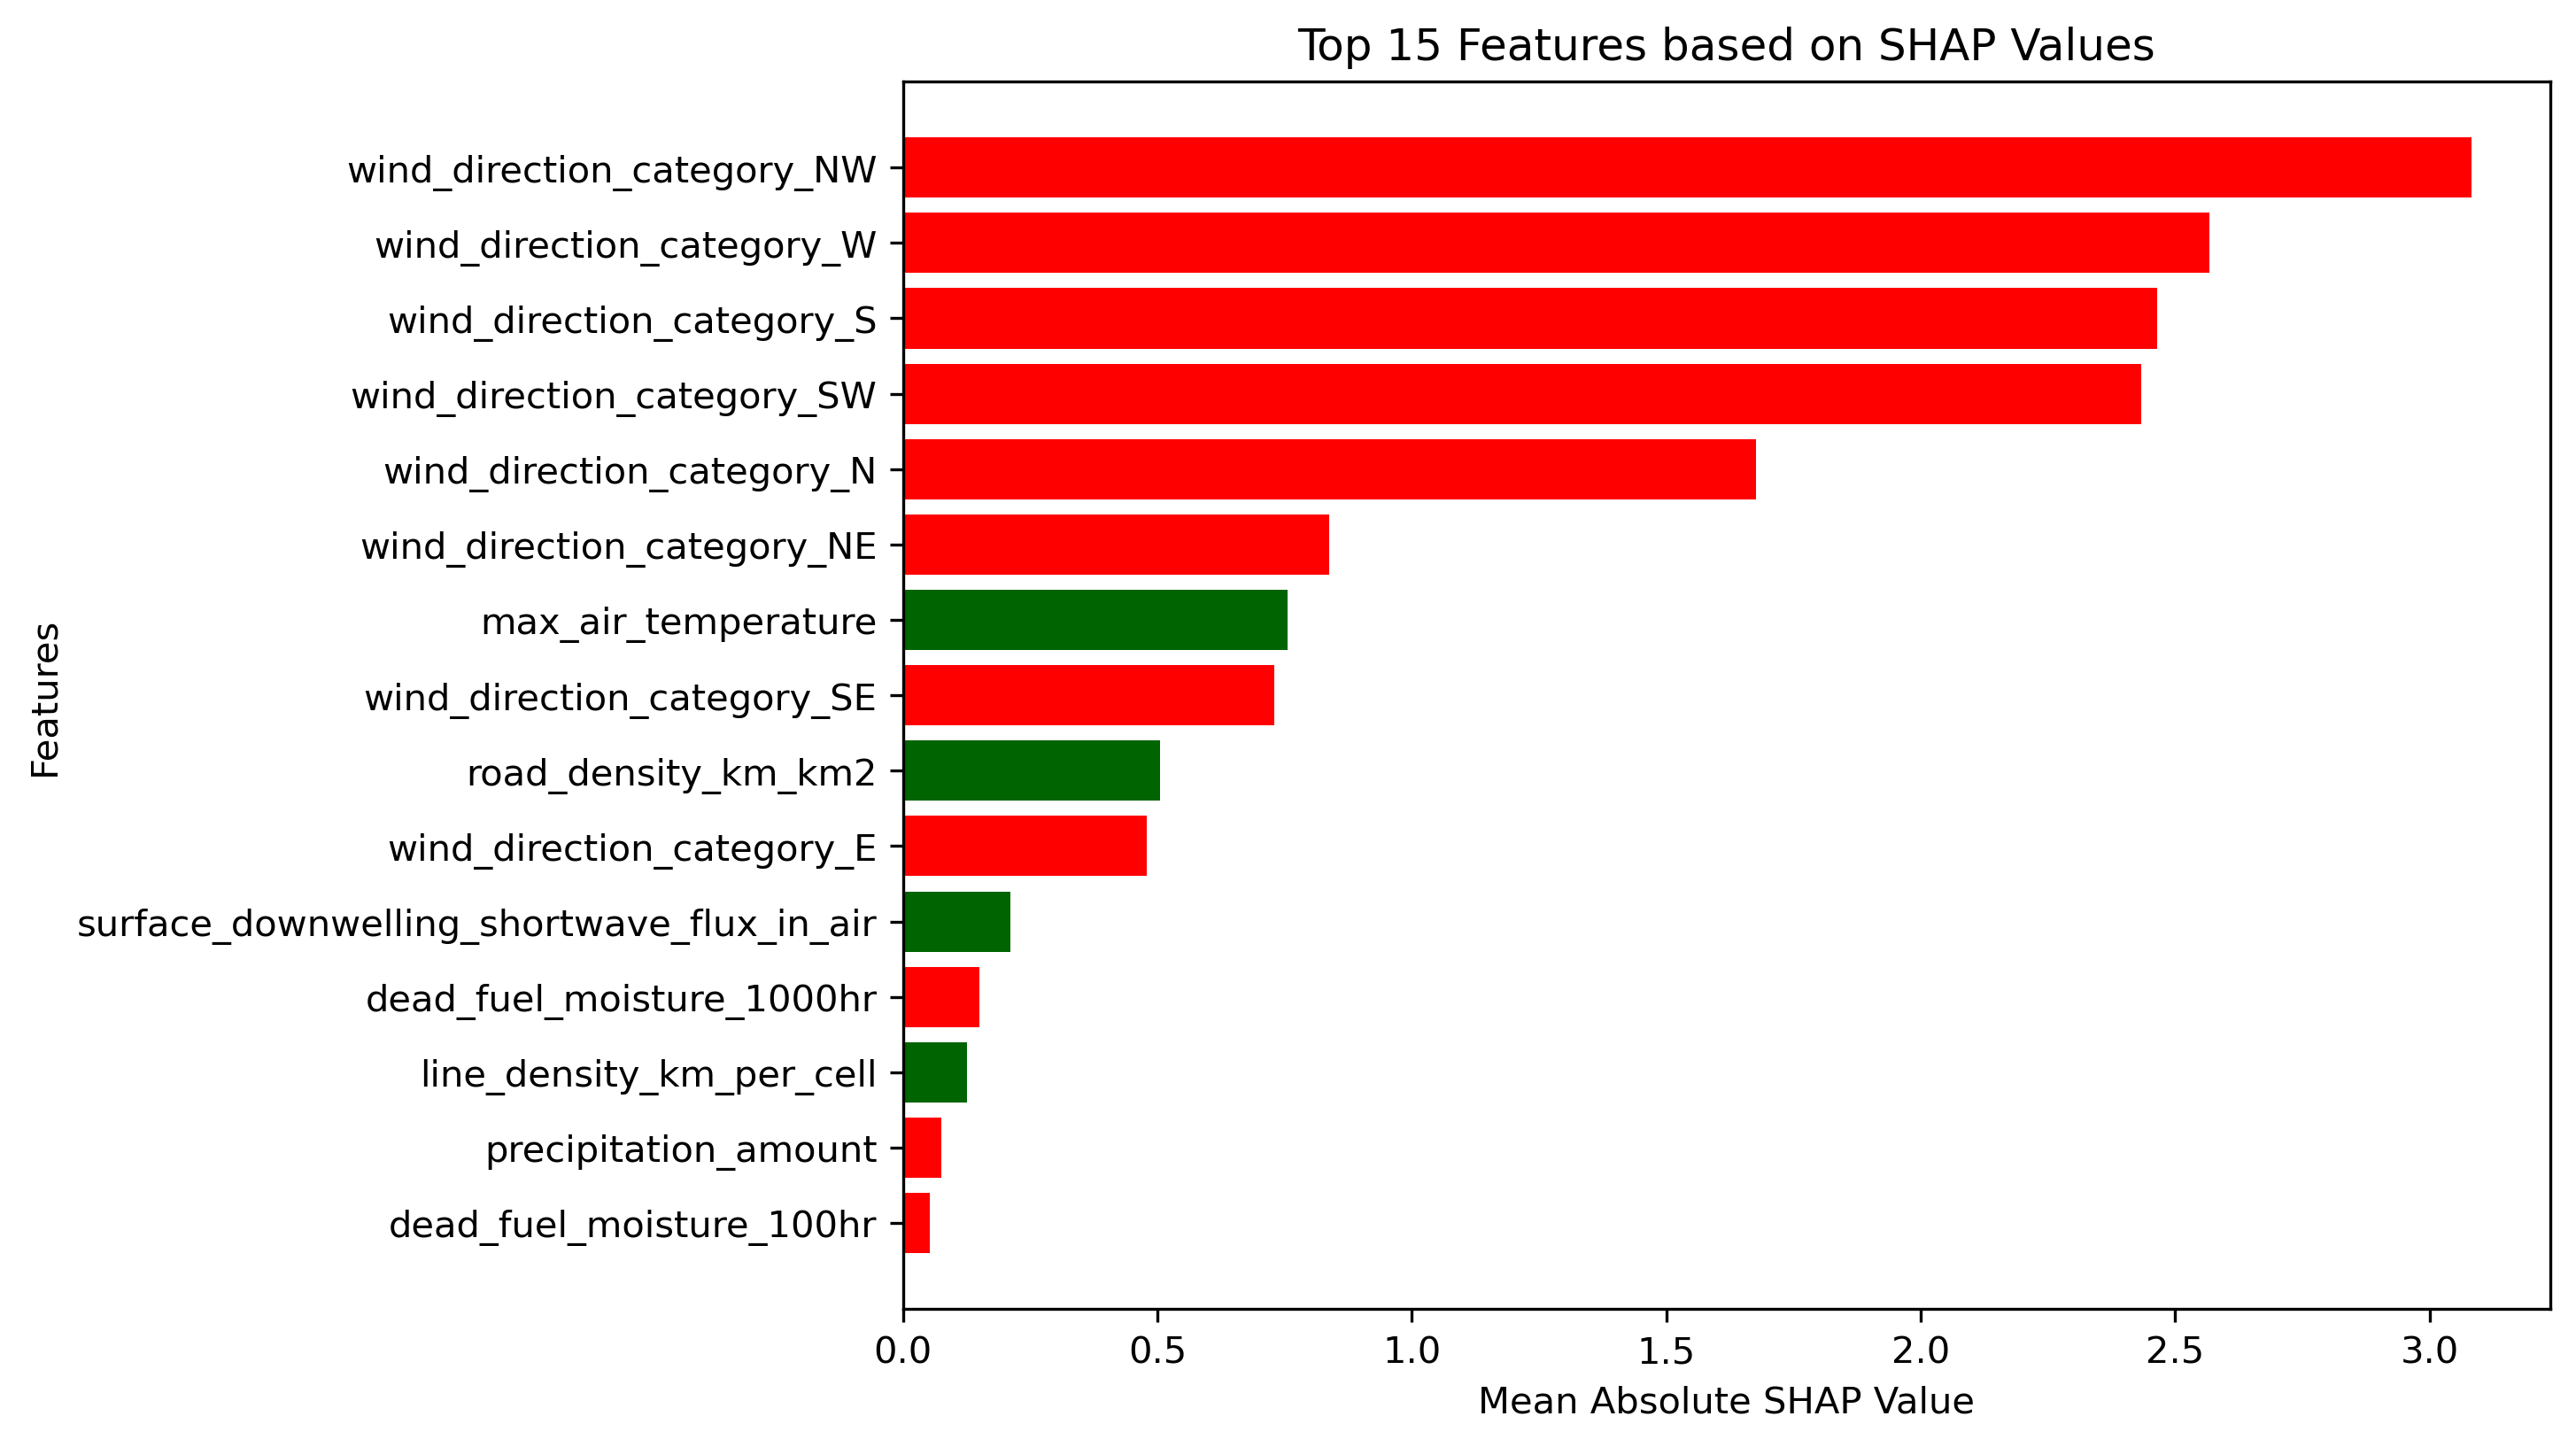 Top 15 Features based on SHAP Values
Features
wind_direction_category_NW
wind_direction_category_W
wind_direction_category_S
wind_direction_category_SW
wind_direction_category_N
wind_direction_category_NE
max_air_temperature
wind_direction_category_SE
road_density_km_km2
wind_direction_category_E
surface_downwelling_shortwave_flux_in_air
dead_fuel_moisture_1000hr
line_density_km_per_cell
precipitation_amount
dead_fuel_moisture_100hr
0.0 0.5 1.0 1.5 2.0 2.5 3.0
Mean Absolute SHAP Value